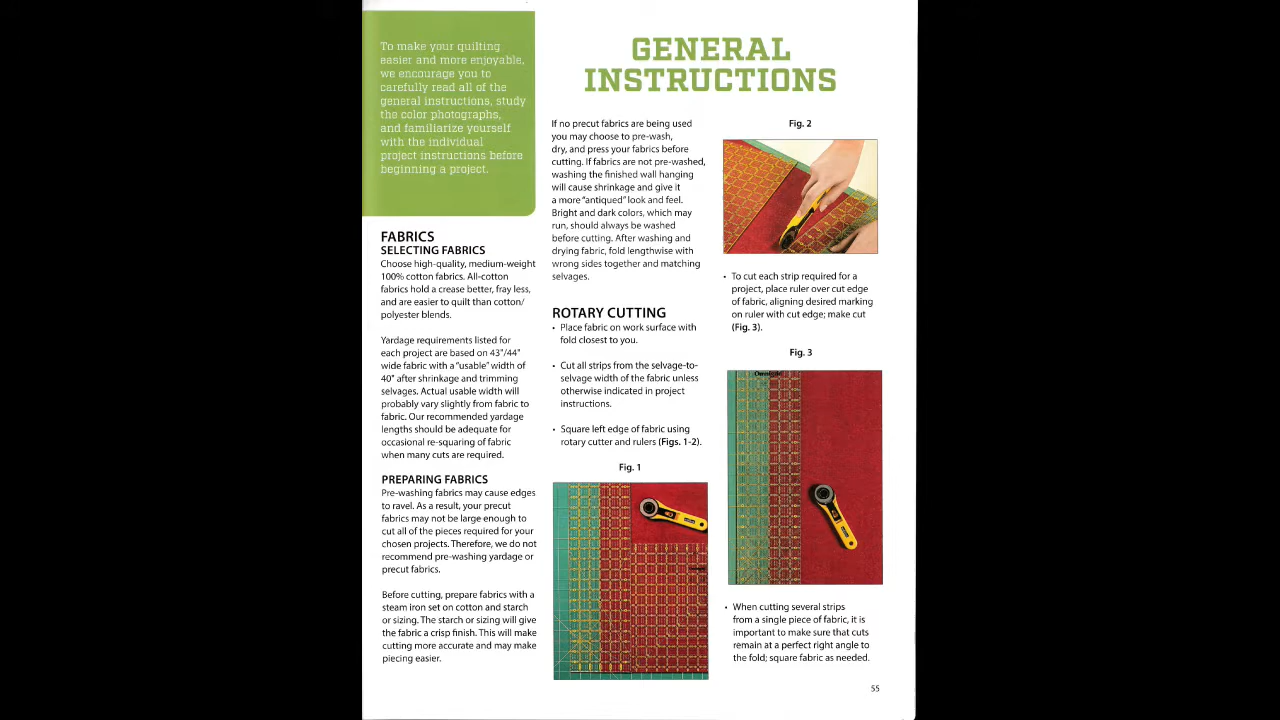 To make your quilting
easier and more enjoyable,
we encourage you to
carefully read all of the
general instructions, study
the color photographs,
and familiarize yourself
with the individual
project instructions before
beginning a project.
GENERAL
INSTRUCTIONS
FABRICS
SELECTING FABRICS
Choose high-quality, medium-weight
100% cotton fabrics. All-cotton
fabrics hold a crease better, fray less,
and are easier to quilt than cotton/
polyester blends.
Yardage requirements listed for
each project are based on 43"/44"
wide fabric with a "usable" width of
40" after shrinkage and trimming
selvages. Actual usable width will
probably vary slightly from fabric to
fabric. Our recommended yardage
lengths should be adequate for
occasional re-squaring of fabric
when many cuts are required.
PREPARING FABRICS
Pre-washing fabrics may cause edges
to ravel. As a result, your precut
fabrics may not be large enough to
cut all of the pieces required for your
chosen projects. Therefore, we do not
recommend pre-washing yardage or
precut fabrics.
Before cutting, prepare fabrics with a
steam iron set on cotton and starch
or sizing. The starch or sizing will give
the fabric a crisp finish. This will make
cutting more accurate and may make
piecing easier.
If no precut fabrics are being used
you may choose to pre-wash,
dry, and press your fabrics before
cutting. If fabrics are not pre-washed,
washing the finished wall hanging
will cause shrinkage and give it
a more "antiqued" look and feel.
Bright and dark colors, which may
run, should always be washed
before cutting. After washing and
drying fabric, fold lengthwise with
wrong sides together and matching
selvages.
ROTARY CUTTING
• Place fabric on work surface with
fold closest to you.
• Cut all strips from the selvage-to-
selvage width of the fabric unless
otherwise indicated in project
instructions.
• Square left edge of fabric using
rotary cutter and rulers (Figs. 1-2).
Fig. 1
Fig. 2
• To cut each strip required for a
project, place ruler over cut edge
of fabric, aligning desired marking
on ruler with cut edge; make cut
(Fig. 3).
Fig. 3
• When cutting several strips
from a single piece of fabric, it is
important to make sure that cuts
remain at a perfect right angle to
the fold; square fabric as needed.
55